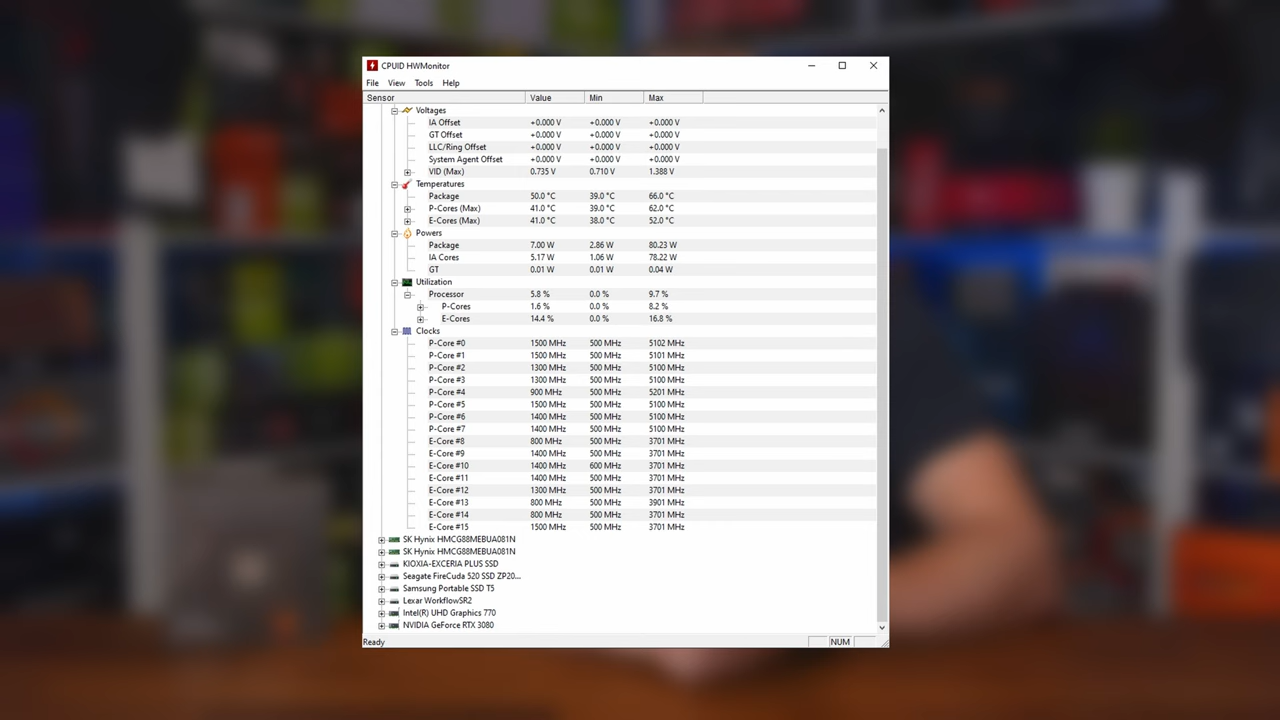 CPUID HWMonitor
File View Tools Help
Sensor Value Min Max
Voltages
IA Offset +0.000 V +0.000 V +0.000 V
GT Offset +0.000 V +0.000 V +0.000 V
LLC/Ring Offset +0.000 V +0.000 V +0.000 V
System Agent Offset +0.000 V +0.000 V +0.000 V
VID (Max) 0.735 V 0.710 V 1.388 V
Temperatures
Package 50.0 °C 39.0 °C 66.0 °C
P-Cores (Max) 41.0 °C 39.0 °C 62.0 °C
E-Cores (Max) 41.0 °C 38.0 °C 52.0 °C
Powers
Package 7.00 W 2.86 W 80.23 W
IA Cores 5.17 W 1.06 W 78.22 W
GT 0.01 W 0.01 W 0.04 W
Utilization
Processor 5.8 % 0.0 % 9.7 %
P-Cores 1.6 % 0.0 % 8.2 %
E-Cores 14.4 % 0.0 % 16.8 %
Clocks
P-Core #0 1500 MHz 500 MHz 5102 MHz
P-Core #1 1500 MHz 500 MHz 5101 MHz
P-Core #2 1300 MHz 500 MHz 5100 MHz
P-Core #3 1300 MHz 500 MHz 5100 MHz
P-Core #4 900 MHz 500 MHz 5201 MHz
P-Core #5 1500 MHz 500 MHz 5100 MHz
P-Core #6 1400 MHz 500 MHz 5100 MHz
P-Core #7 1400 MHz 500 MHz 5100 MHz
E-Core #8 800 MHz 500 MHz 3701 MHz
E-Core #9 1400 MHz 500 MHz 3701 MHz
E-Core #10 1400 MHz 600 MHz 3701 MHz
E-Core #11 1400 MHz 500 MHz 3701 MHz
E-Core #12 1300 MHz 500 MHz 3701 MHz
E-Core #13 800 MHz 500 MHz 3901 MHz
E-Core #14 800 MHz 500 MHz 3701 MHz
E-Core #15 1500 MHz 500 MHz 3701 MHz
SK Hynix HMCG88MEBUA081N
SK Hynix HMCG88MEBUA081N
KIOXIA-EXCERIA PLUS SSD
Seagate FireCuda 520 SSD ZP20...
Samsung Portable SSD T5
Lexar WorkflowSR2
Intel(R) UHD Graphics 770
NVIDIA GeForce RTX 3080
Ready NUM